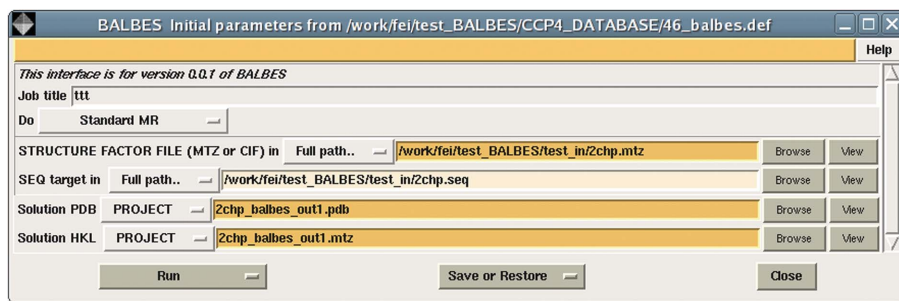 BALBES Initial parameters from /work/fei/test_BALBES/CCP4_DATABASE/46_balbes.def
Help
This interface is for version 0.0.1 of BALBES
Job title ttt
Do Standard MR
STRUCTURE FACTOR FILE (MTZ or CIF) in Full path.. /work/fei/test_BALBES/test_in/2chp.mtz Browse View
SEQ target in Full path.. /work/fei/test_BALBES/test_in/2chp.seq Browse View
Solution PDB PROJECT 2chp_balbes_out1.pdb Browse View
Solution HKL PROJECT 2chp_balbes_out1.mtz Browse View
Run Save or Restore Close